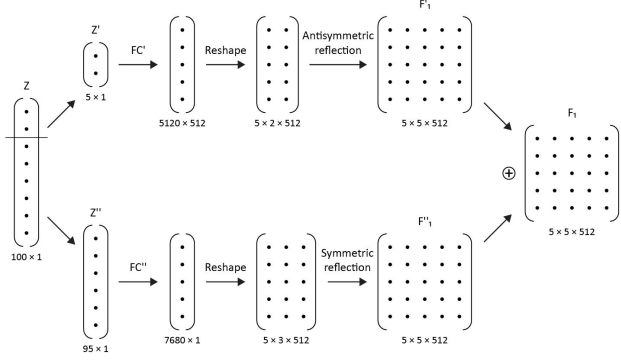 F'₁
Z'
FC'
Reshape
Antisymmetric
reflection
5 × 1
5120 × 512
5 × 2 × 512
5 × 5 × 512
Z
100 × 1
F₁
⊕
5 × 5 × 512
Z''
FC''
Reshape
Symmetric
reflection
F''₁
95 × 1
7680 × 1
5 × 3 × 512
5 × 5 × 512